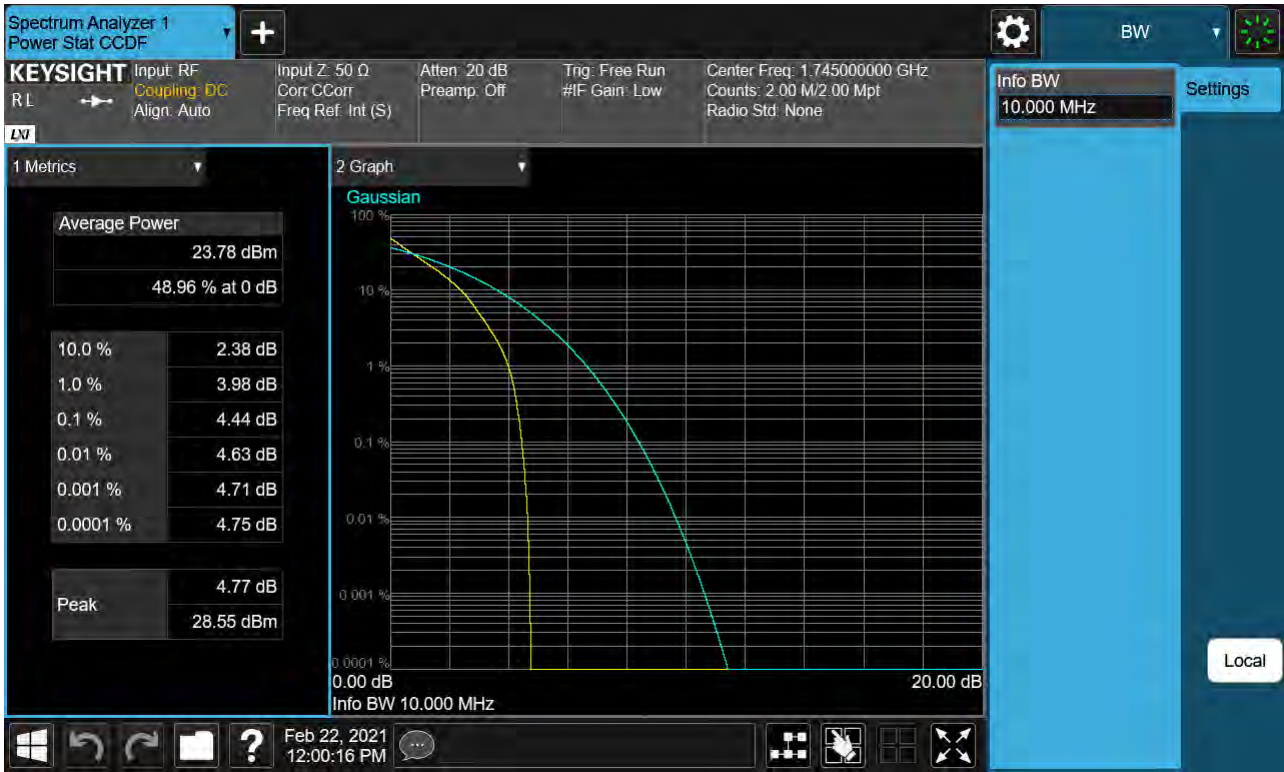 Spectrum Analyzer 1
Power Stat CCDF
BW
KEYSIGHT
RL
LXI
Input: RF
Coupling: DC
Align: Auto
Input Z: 50 Ω
Corr CCorr
Freq Ref: Int (S)
Atten: 20 dB
Preamp: Off
Trig: Free Run
#IF Gain: Low
Center Freq: 1.745000000 GHz
Counts: 2.00 M/2.00 Mpt
Radio Std: None
Info BW
10.000 MHz
Settings
1 Metrics
Average Power
23.78 dBm
48.96 % at 0 dB
10.0 % 2.38 dB
1.0 % 3.98 dB
0.1 % 4.44 dB
0.01 % 4.63 dB
0.001 % 4.71 dB
0.0001 % 4.75 dB
Peak
4.77 dB
28.55 dBm
2 Graph
Gaussian
100 %
10 %
1 %
0.1 %
0.01 %
0.001 %
0.0001 %
0.00 dB 20.00 dB
Info BW 10.000 MHz
Local
?
Feb 22, 2021
12:00:16 PM